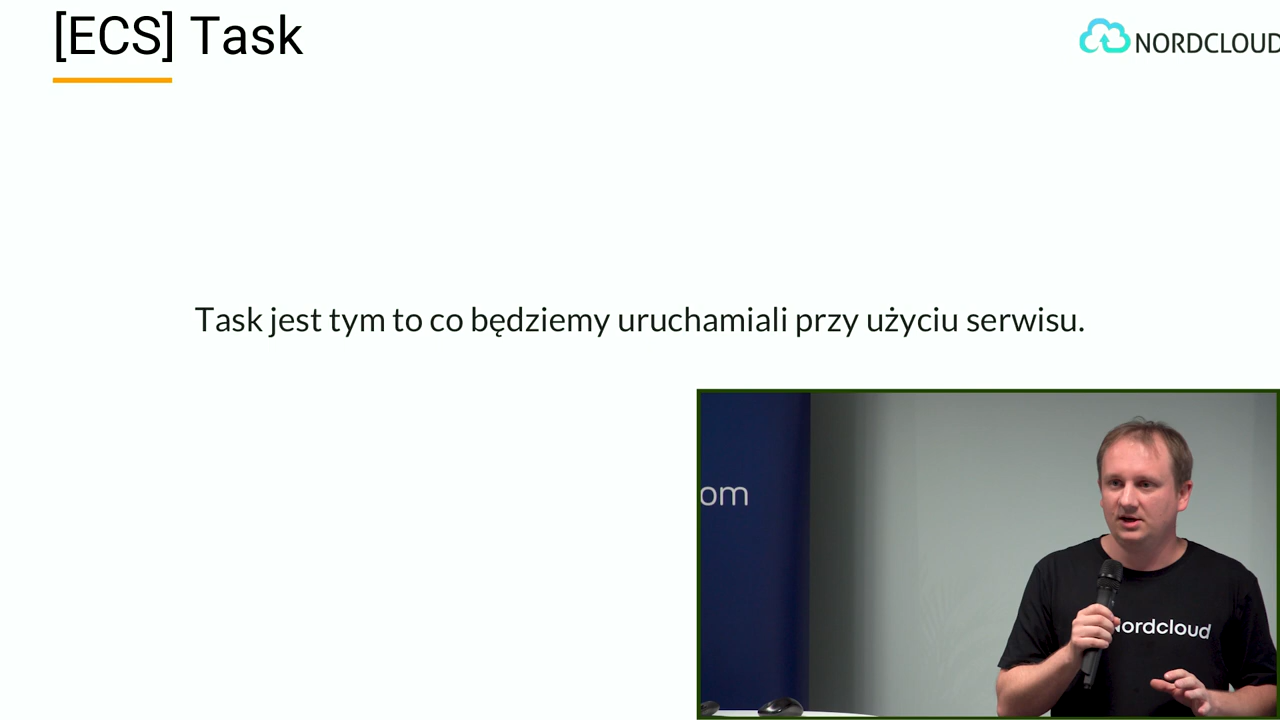 [ECS] Task
NORDCLOUD
Task jest tym to co będziemy uruchamiali przy użyciu serwisu.
om
Nordcloud